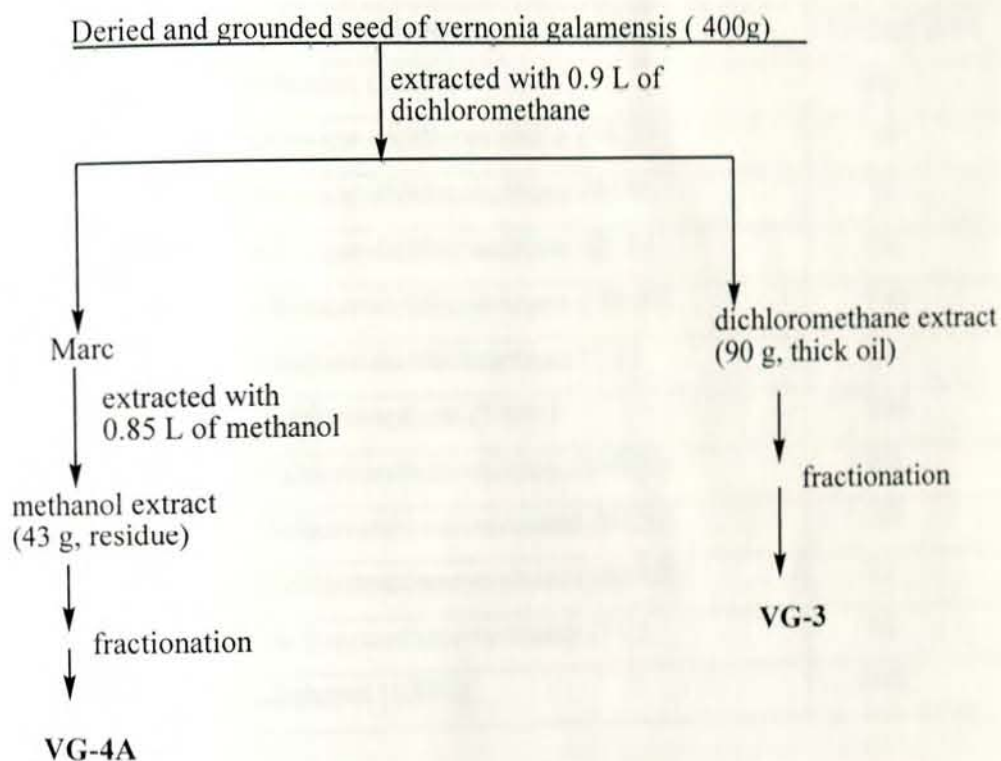 Deried and grounded seed of vernonia galamensis ( 400g)
extracted with 0.9 L of
dichloromethane
Marc
extracted with
0.85 L of methanol
methanol extract
(43 g, residue)
fractionation
VG-4A
dichloromethane extract
(90 g, thick oil)
fractionation
VG-3